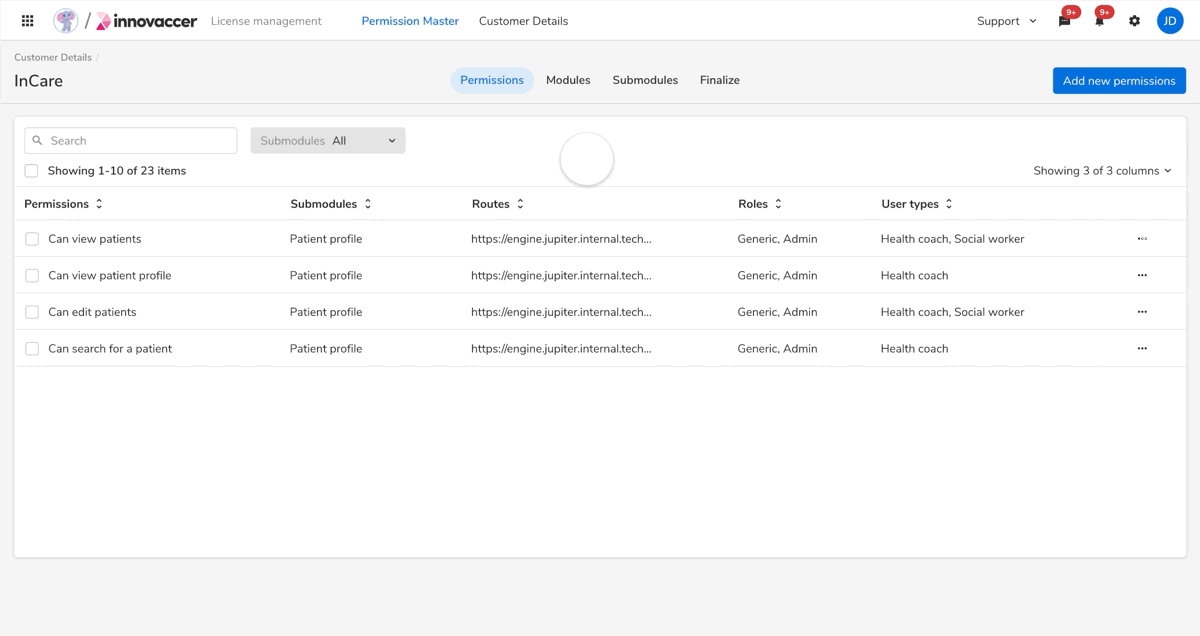 / innovaccer License management Permission Master Customer Details Support 9+ 9+ JD
Customer Details /
InCare Permissions Modules Submodules Finalize Add new permissions
Search Submodules All
Showing 1-10 of 23 items Showing 3 of 3 columns
Permissions Submodules Routes Roles User types
Can view patients Patient profile https://engine.jupiter.internal.tech... Generic, Admin Health coach, Social worker
Can view patient profile Patient profile https://engine.jupiter.internal.tech... Generic, Admin Health coach
Can edit patients Patient profile https://engine.jupiter.internal.tech... Generic, Admin Health coach, Social worker
Can search for a patient Patient profile https://engine.jupiter.internal.tech... Generic, Admin Health coach